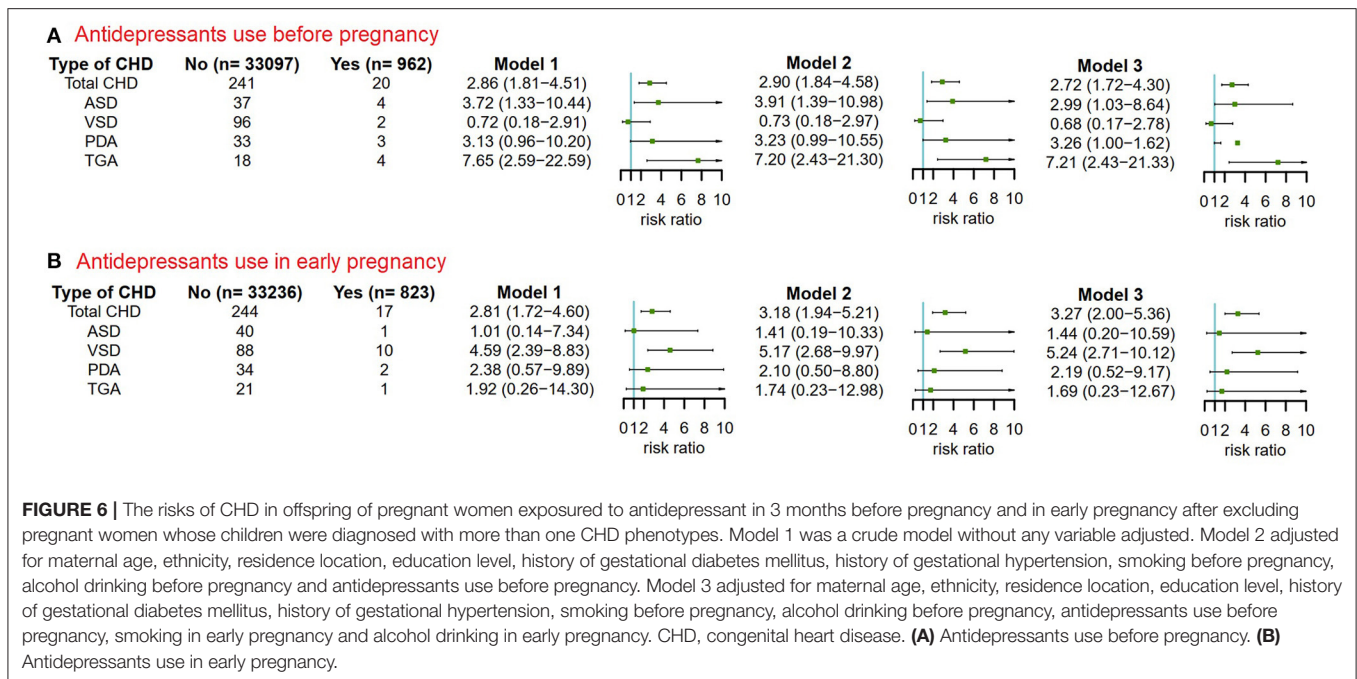 A Antidepressants use before pregnancy
Type of CHD No (n= 33097) Yes (n= 962) Model 1 Model 2 Model 3
Total CHD 241 20 2.86 (1.81−4.51) 2.90 (1.84−4.58) 2.72 (1.72−4.30)
ASD 37 4 3.72 (1.33−10.44) 3.91 (1.39−10.98) 2.99 (1.03−8.64)
VSD 96 2 0.72 (0.18−2.91) 0.73 (0.18−2.97) 0.68 (0.17−2.78)
PDA 33 3 3.13 (0.96−10.20) 3.23 (0.99−10.55) 3.26 (1.00−1.62)
TGA 18 4 7.65 (2.59−22.59) 7.20 (2.43−21.30) 7.21 (2.43−21.33)
012 4 6 8 10 012 4 6 8 10 012 4 6 8 10
risk ratio risk ratio risk ratio
B Antidepressants use in early pregnancy
Type of CHD No (n= 33236) Yes (n= 823) Model 1 Model 2 Model 3
Total CHD 244 17 2.81 (1.72−4.60) 3.18 (1.94−5.21) 3.27 (2.00−5.36)
ASD 40 1 1.01 (0.14−7.34) 1.41 (0.19−10.33) 1.44 (0.20−10.59)
VSD 88 10 4.59 (2.39−8.83) 5.17 (2.68−9.97) 5.24 (2.71−10.12)
PDA 34 2 2.38 (0.57−9.89) 2.10 (0.50−8.80) 2.19 (0.52−9.17)
TGA 21 1 1.92 (0.26−14.30) 1.74 (0.23−12.98) 1.69 (0.23−12.67)
012 4 6 8 10 012 4 6 8 10 012 4 6 8 10
risk ratio risk ratio risk ratio
FIGURE 6 | The risks of CHD in offspring of pregnant women exposed to antidepressant in 3 months before pregnancy and in early pregnancy after excluding
pregnant women whose children were diagnosed with more than one CHD phenotypes. Model 1 was a crude model without any variable adjusted. Model 2 adjusted
for maternal age, ethnicity, residence location, education level, history of gestational diabetes mellitus, history of gestational hypertension, smoking before pregnancy,
alcohol drinking before pregnancy and antidepressants use before pregnancy. Model 3 adjusted for maternal age, ethnicity, residence location, education level, history
of gestational diabetes mellitus, history of gestational hypertension, smoking before pregnancy, alcohol drinking before pregnancy, antidepressants use before
pregnancy, smoking in early pregnancy and alcohol drinking in early pregnancy. CHD, congenital heart disease. (A) Antidepressants use before pregnancy. (B)
Antidepressants use in early pregnancy.